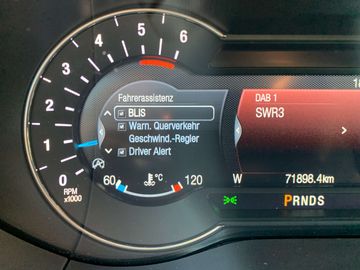 6
5
4
3
2
1
0
RPM
x1000
Fahrerassistenz
BLIS
Warn. Querverkehr
Geschwind.-Regler
Driver Alert
60 °C 120
DAB 1
SWR3
W 71898.4km
PRNDS